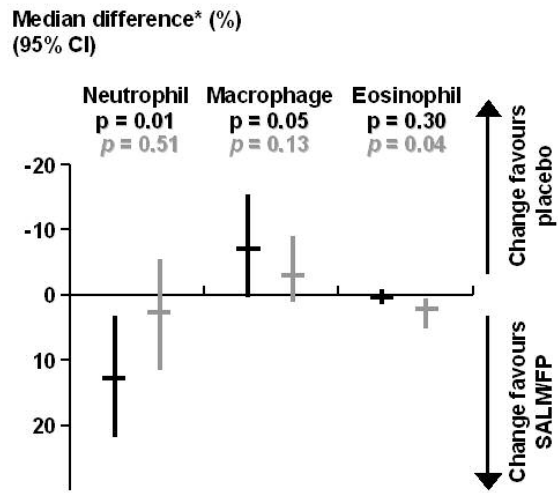 Median difference* (%)
(95% CI)
Neutrophil Macrophage Eosinophil
p = 0.01 p = 0.05 p = 0.30
p = 0.51 p = 0.13 p = 0.04
-20
-10
0
10
20
Change favours
placebo
Change favours
SALM/FP